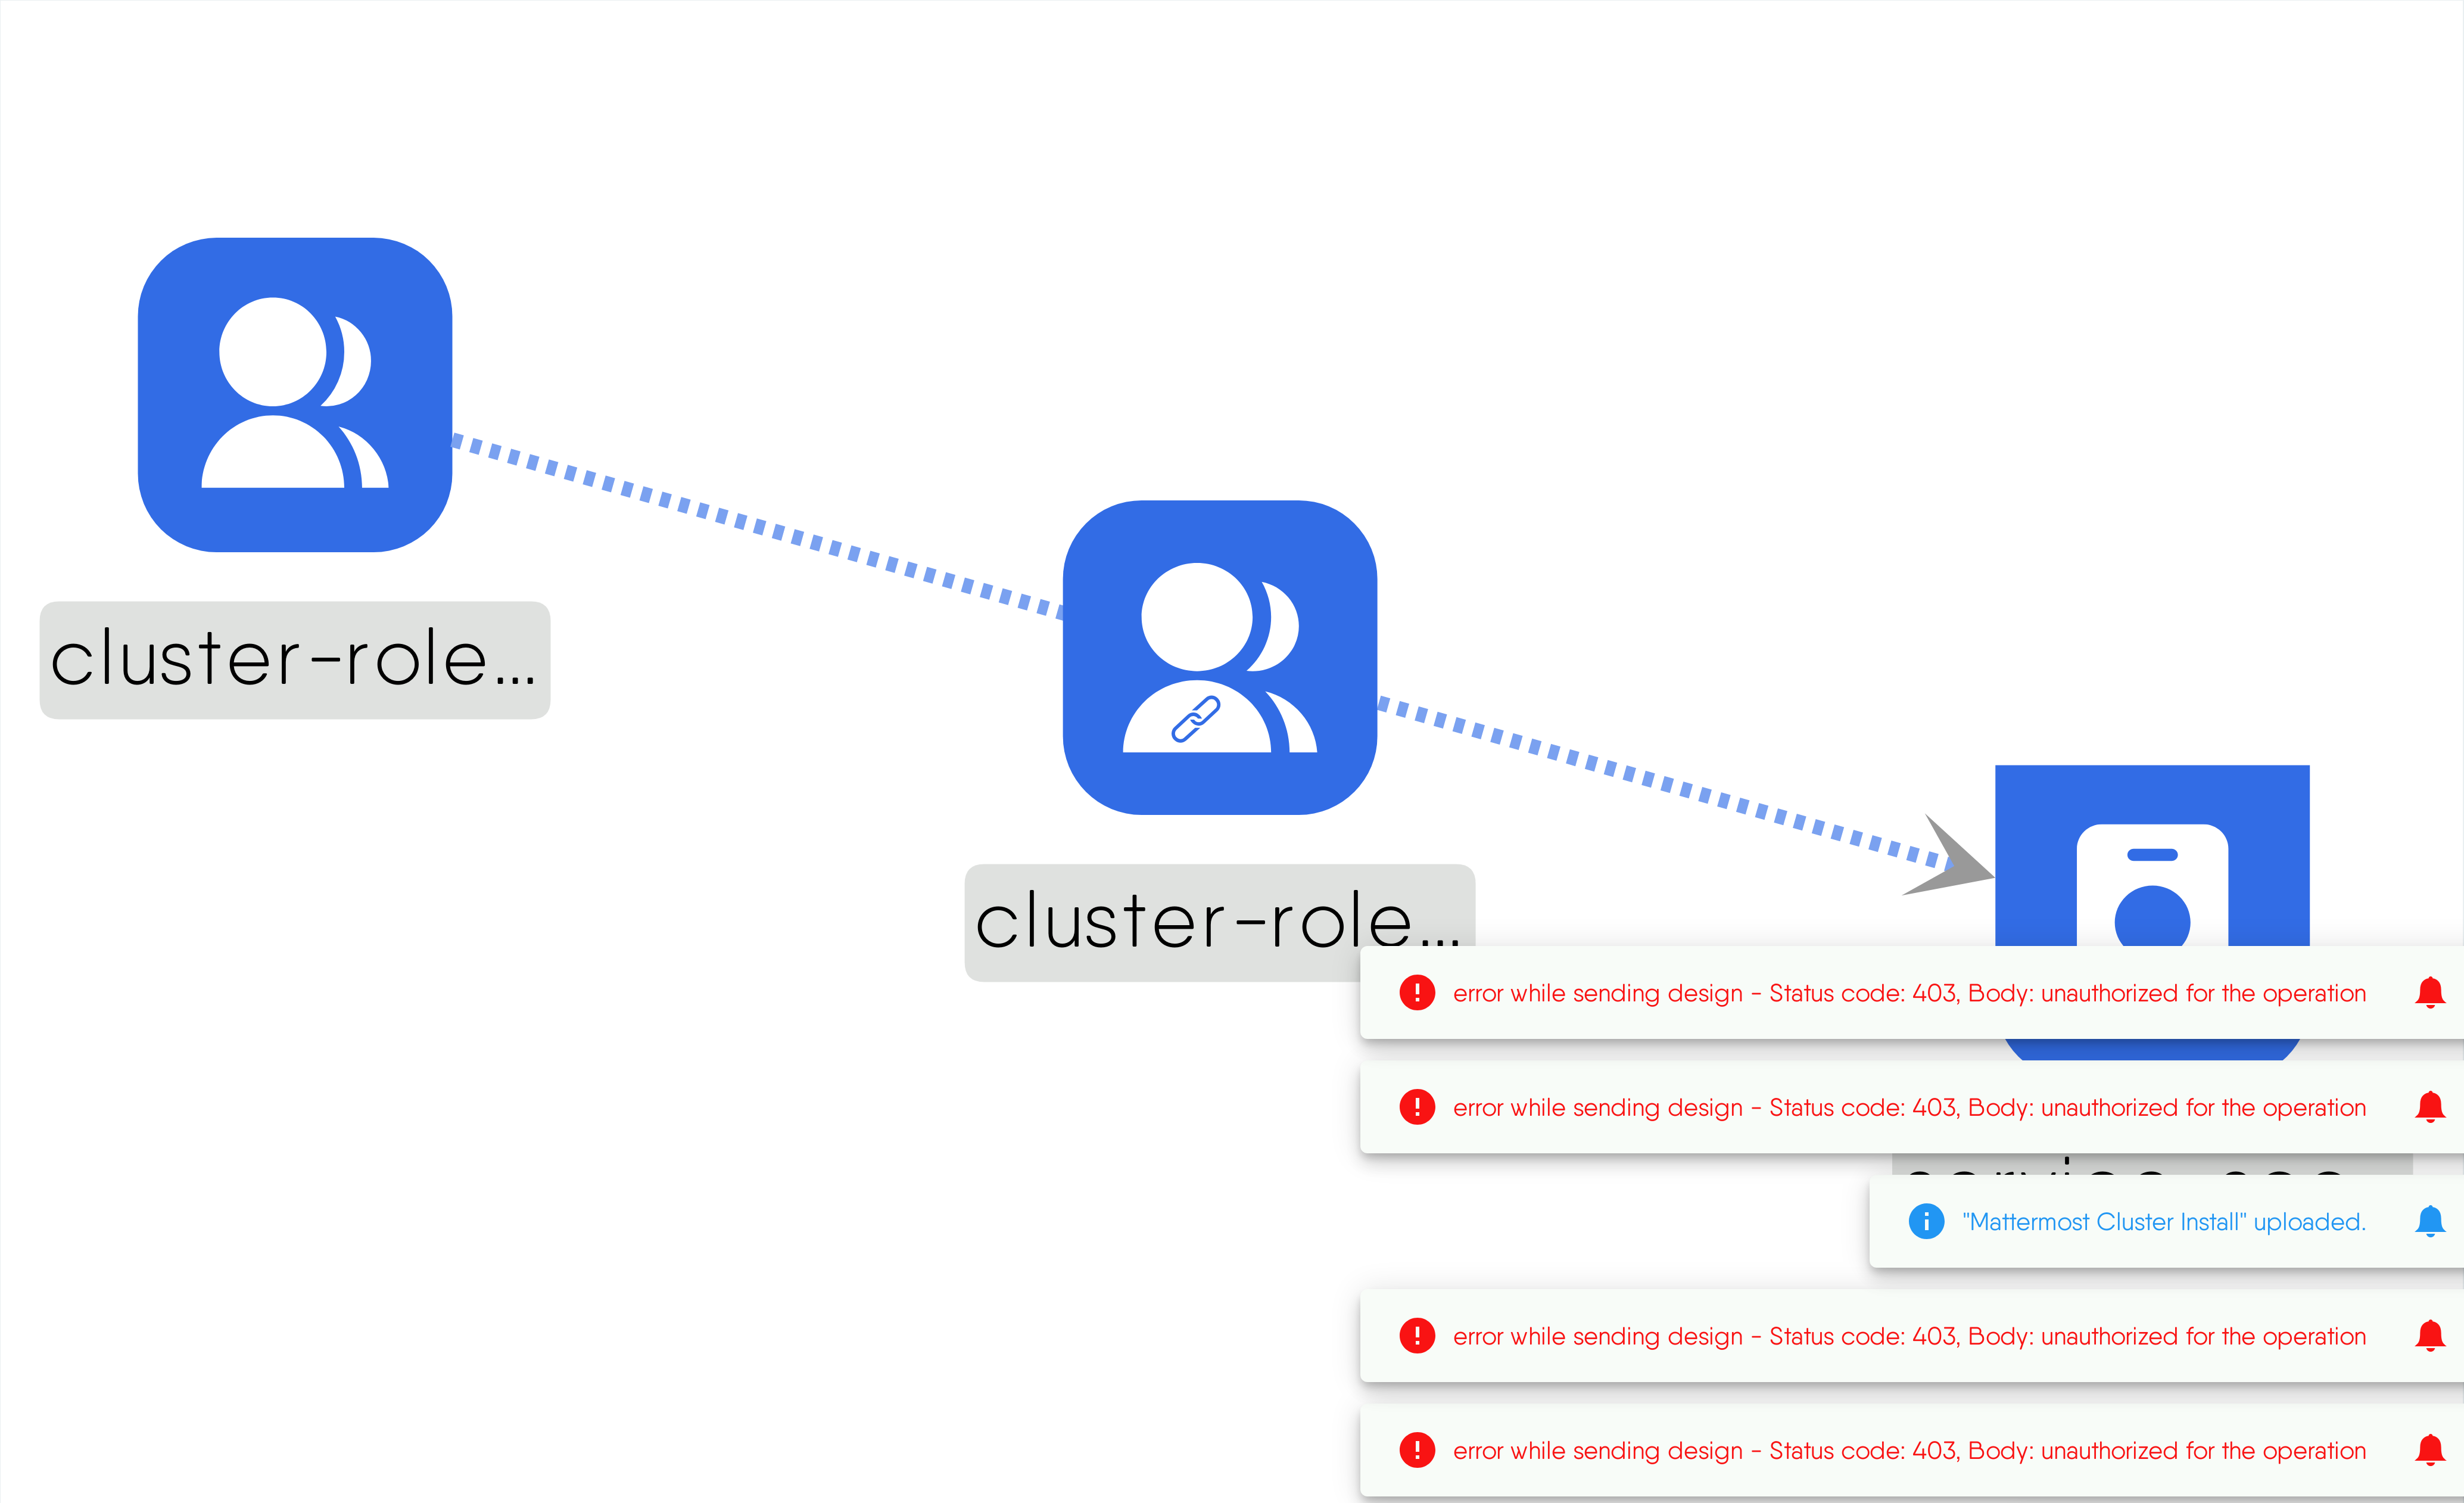 cluster-role...
cluster-role...
error while sending design - Status code: 403, Body: unauthorized for the operation
error while sending design - Status code: 403, Body: unauthorized for the operation
"Mattermost Cluster Install" uploaded.
error while sending design - Status code: 403, Body: unauthorized for the operation
error while sending design - Status code: 403, Body: unauthorized for the operation